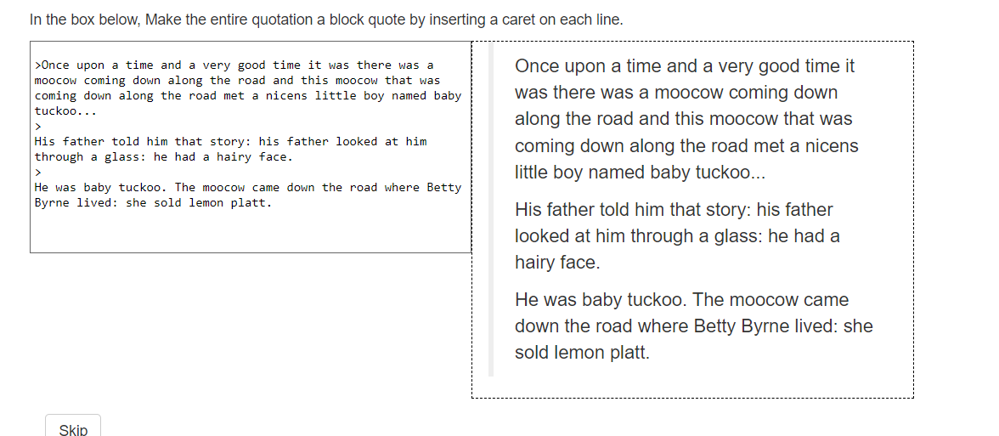 In the box below, Make the entire quotation a block quote by inserting a caret on each line.
>Once upon a time and a very good time it was there was a
moocow coming down along the road and this moocow that was
coming down along the road met a nicens little boy named baby
tuckoo...
>
His father told him that story: his father looked at him
through a glass: he had a hairy face.
>
He was baby tuckoo. The moocow came down the road where Betty
Byrne lived: she sold lemon platt.
Once upon a time and a very good time it
was there was a moocow coming down
along the road and this moocow that was
coming down along the road met a nicens
little boy named baby tuckoo...
His father told him that story: his father
looked at him through a glass: he had a
hairy face.
He was baby tuckoo. The moocow came
down the road where Betty Byrne lived: she
sold lemon platt.
Skip